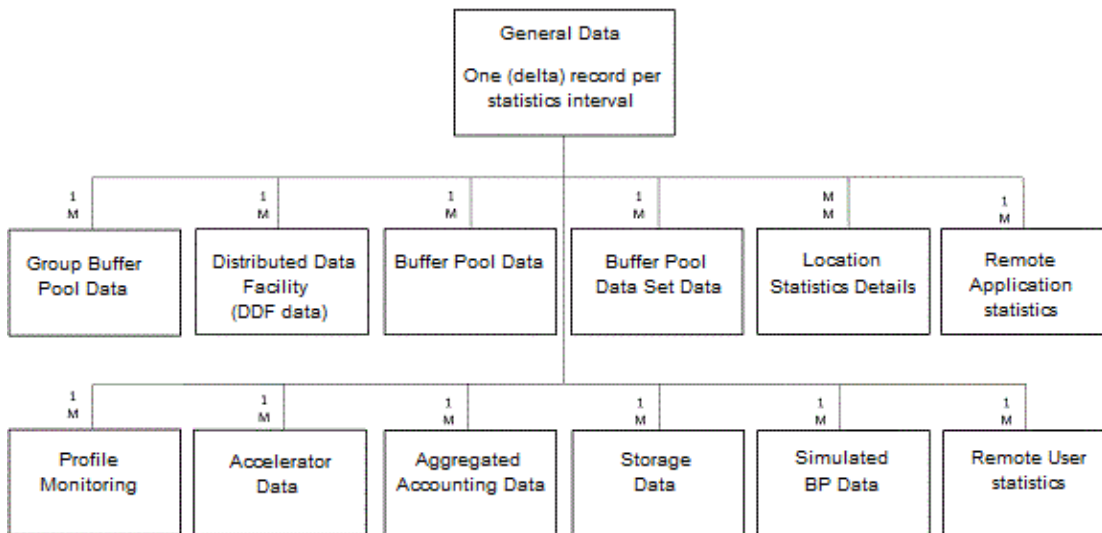 General Data
One (delta) record per
statistics interval
1
M
1
M
1
M
1
M
M
M
1
M
Group Buffer
Pool Data
Distributed Data
Facility
(DDF data)
Buffer Pool Data
Buffer Pool
Data Set Data
Location
Statistics Details
Remote
Application
statistics
1
M
1
M
1
M
1
M
1
M
1
M
Profile
Monitoring
Accelerator
Data
Aggregated
Accounting Data
Storage
Data
Simulated
BP Data
Remote User
statistics